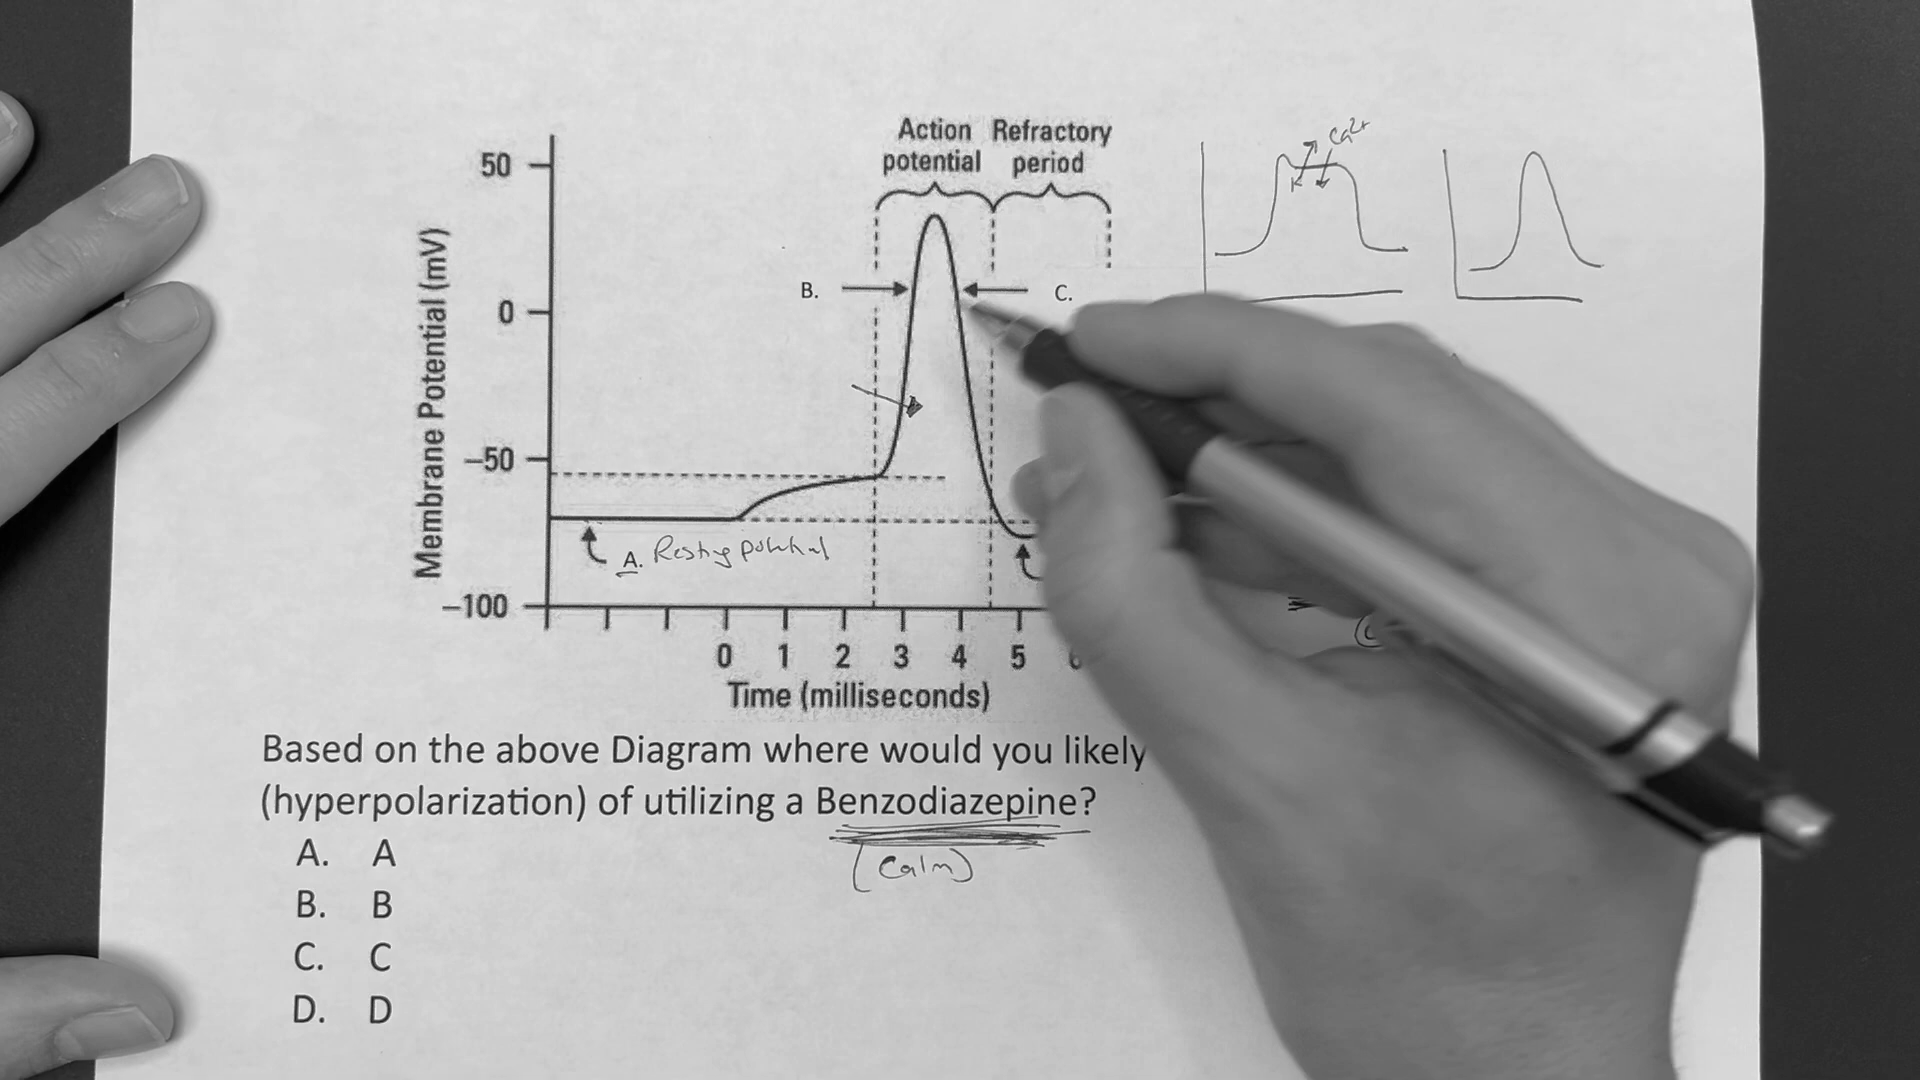 Action Refractory
potential period
Ca2+
K
50
B.
C.
0
Membrane Potential (mV)
−50
A. Resting potential
−100
0 1 2 3 4 5 6
Time (milliseconds)
Based on the above Diagram where would you likely
(hyperpolarization) of utilizing a Benzodiazepine?
(Calm)
A. A
B. B
C. C
D. D